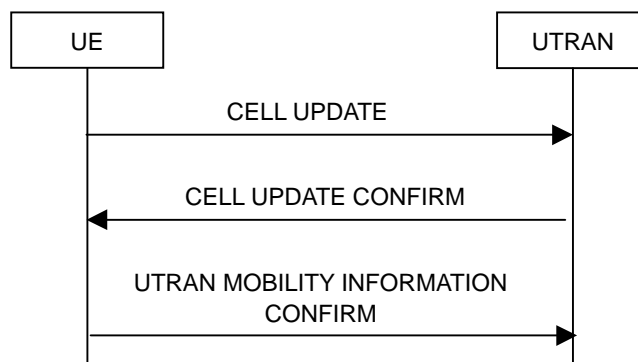 UE
UTRAN
CELL UPDATE
CELL UPDATE CONFIRM
UTRAN MOBILITY INFORMATION
CONFIRM